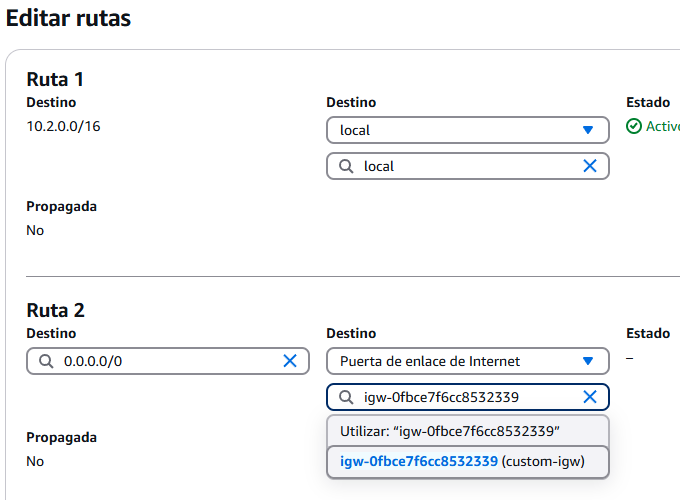 Editar rutas
Ruta 1
Destino
Destino
Estado
10.2.0.0/16
local
local
Propagada
No
Ruta 2
Destino
Destino
Estado
0.0.0.0/0
Puerta de enlace de Internet
–
igw-0fbce7f6cc8532339
Utilizar: “igw-0fbce7f6cc8532339”
Propagada
No
igw-0fbce7f6cc8532339 (custom-igw)